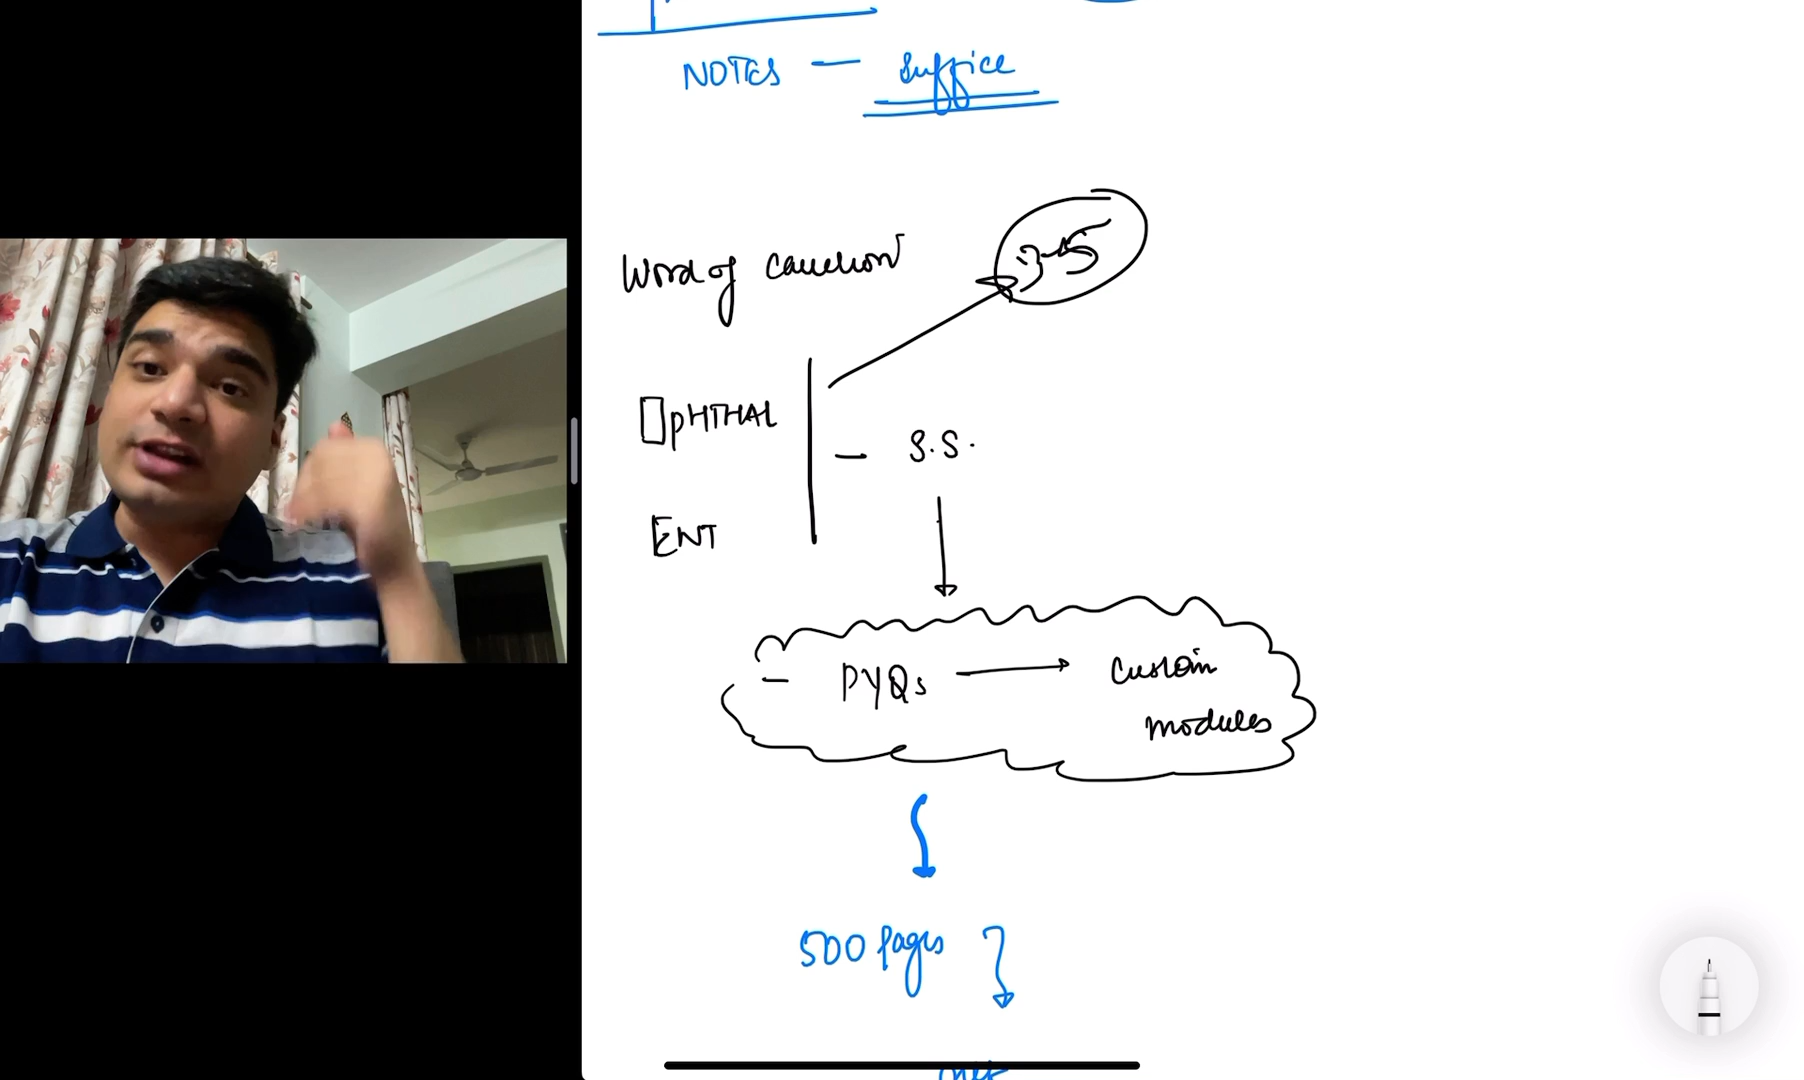 NOTES — Suffice
Word of caution
3-5
OPHTHAL
— S.S.
ENT
— PYQs → Custom
modules
500 pages